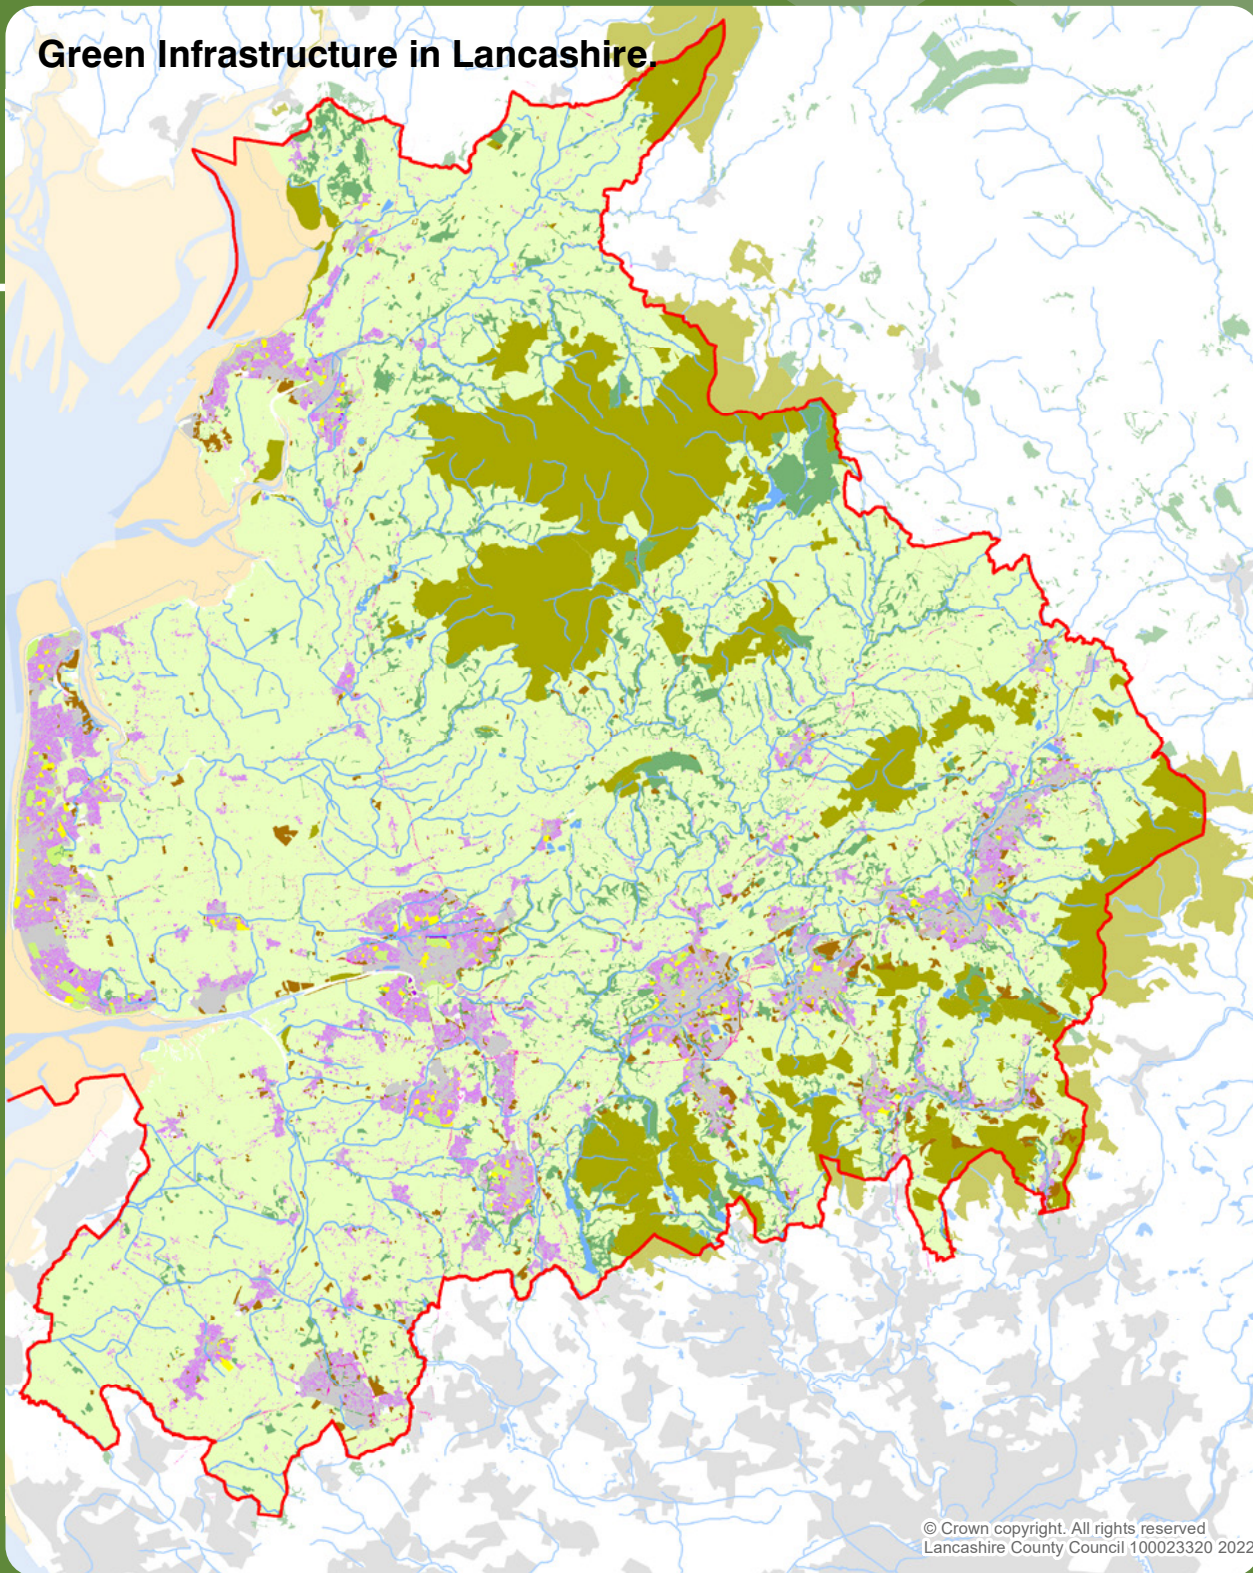 Green Infrastructure in Lancashire.
© Crown copyright. All rights reserved
Lancashire County Council 100023320 2022